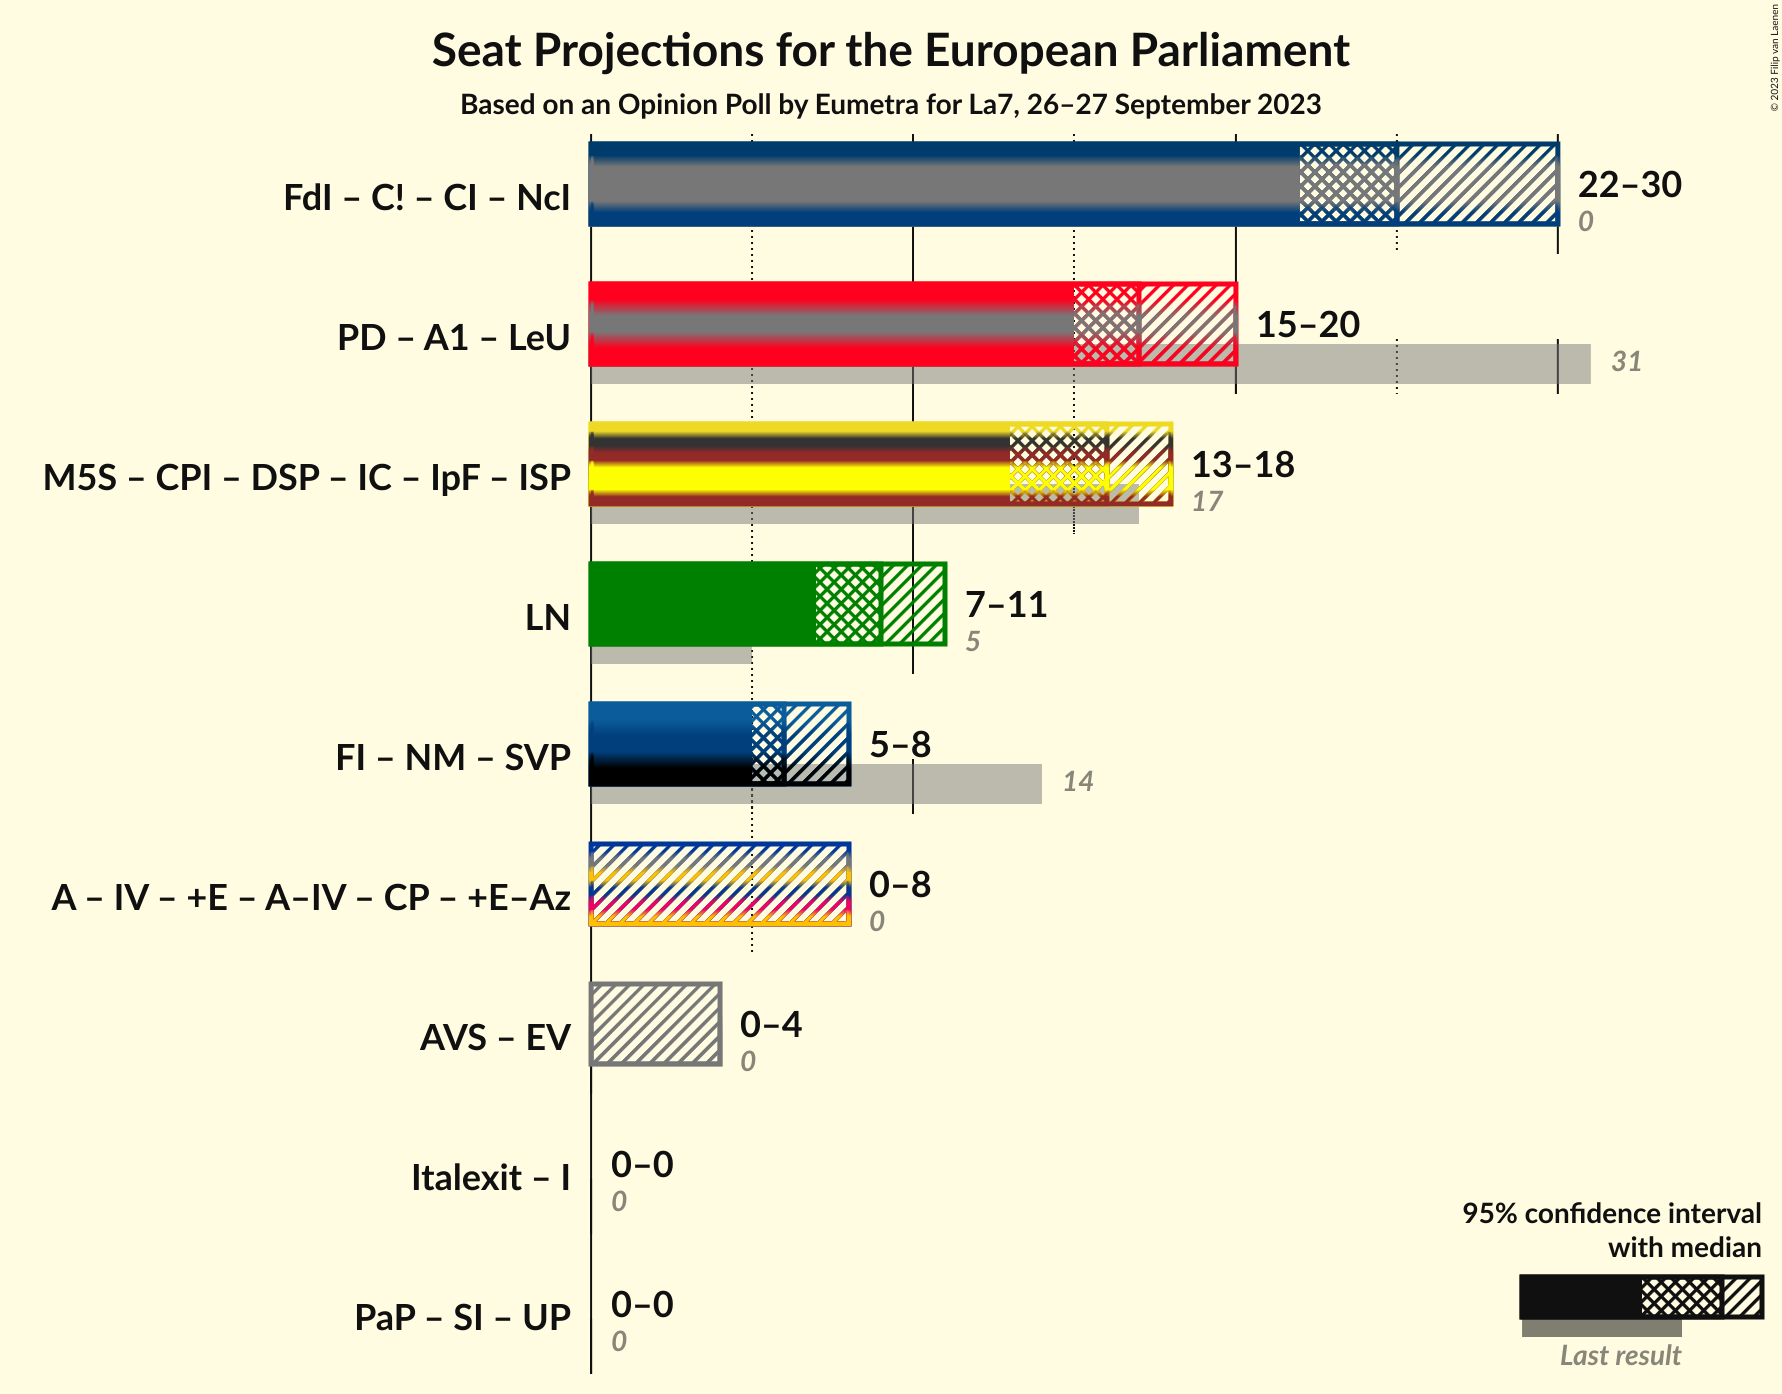 Seat Projections for the European Parliament
Based on an Opinion Poll by Eumetra for La7, 26–27 September 2023
© 2023 Filip van Laenen
FdI – C! – CI – NcI
22–30
0
PD – A1 – LeU
15–20
31
M5S – CPI – DSP – IC – IpF – ISP
13–18
17
LN
7–11
5
FI – NM – SVP
5–8
14
A – IV – +E – A–IV – CP – +E–Az
0–8
0
AVS – EV
0–4
0
Italexit – I
0–0
0
PaP – SI – UP
0–0
0
95% confidence interval
with median
Last result